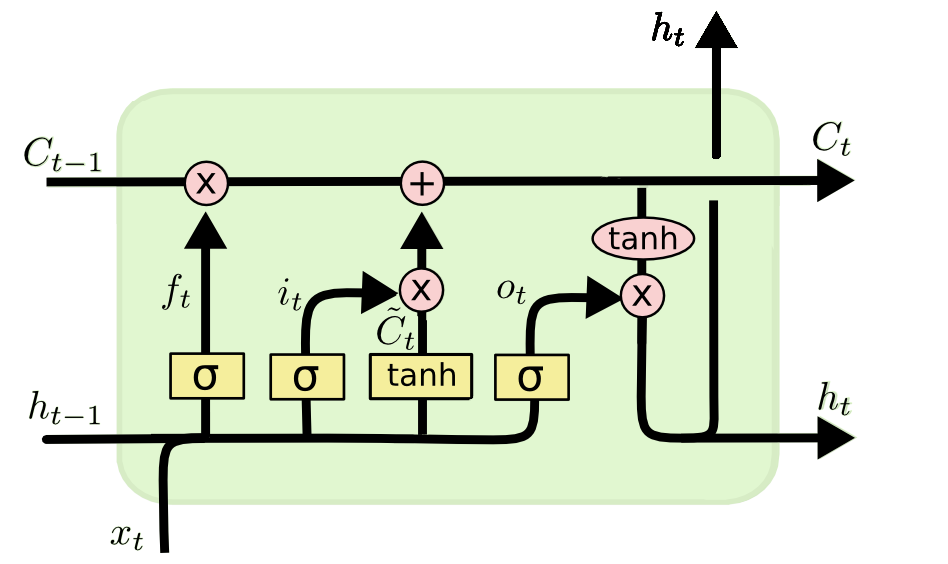 h_t
C_{t-1}
C_t
x
+
tanh
f_t
i_t
x
o_t
x
C̃_t
σ
σ
tanh
σ
h_{t-1}
h_t
x_t